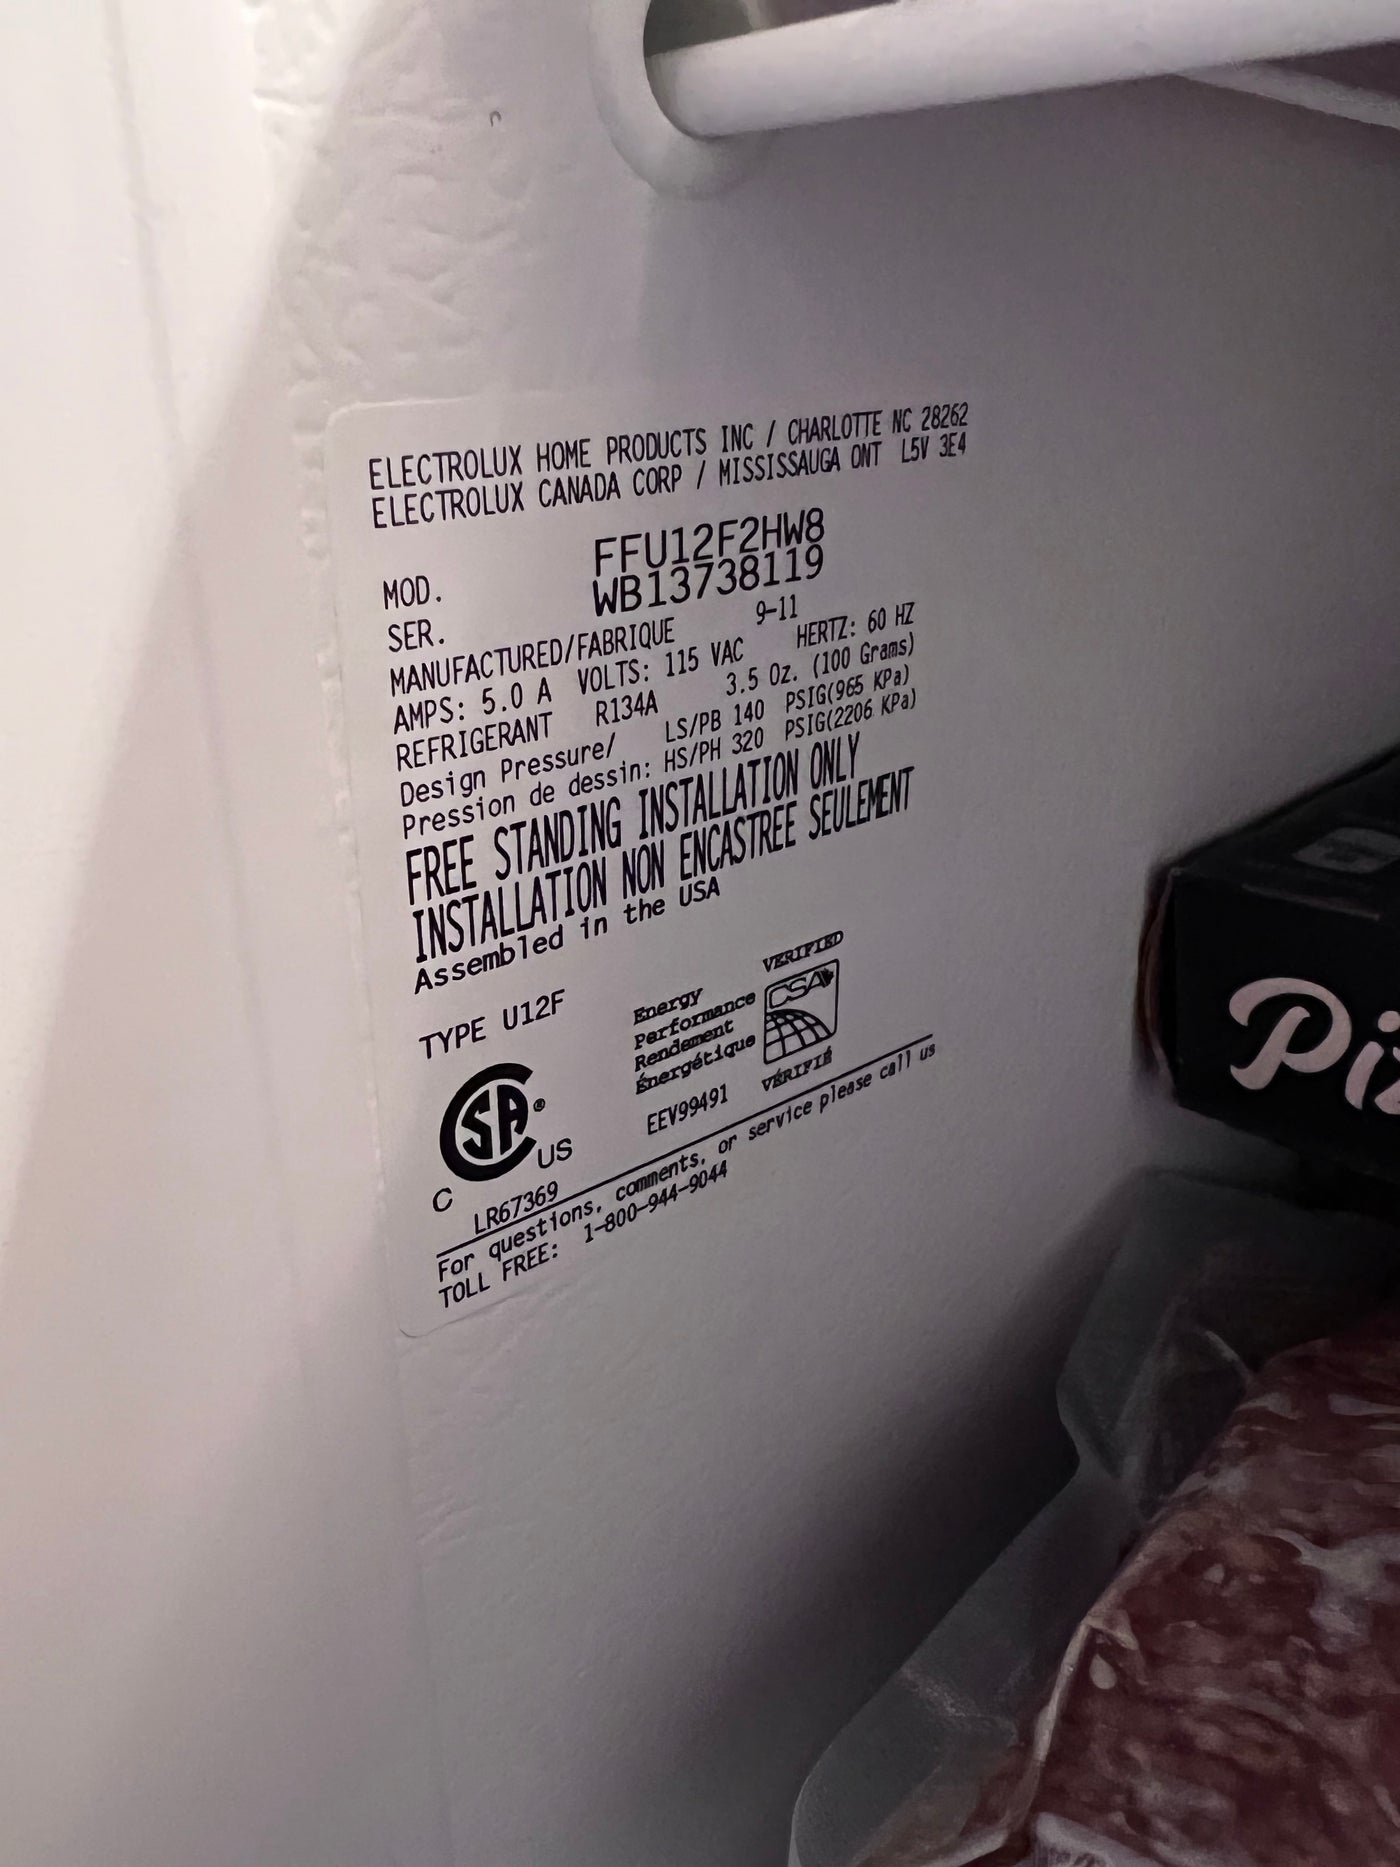 ELECTROLUX HOME PRODUCTS INC / CHARLOTTE NC 28262
ELECTROLUX CANADA CORP / MISSISSAUGA ONT L5V 3E4
MOD. FFU12F2HW8
SER. WB13738119
MANUFACTURED/FABRIQUE 9-11
AMPS: 5.0 A VOLTS: 115 VAC HERTZ: 60 HZ
REFRIGERANT R134A 3.5 Oz. (100 Grams)
Design Pressure/ LS/PB 140 PSIG(965 KPa)
Pression de dessin: HS/PH 320 PSIG(2206 KPa)
FREE STANDING INSTALLATION ONLY
INSTALLATION NON ENCASTREE SEULEMENT
Assembled in the USA
TYPE U12F
Energy
Performance
Rendement
Énergétique
EEV99491
VERIFIED
CSA
VÉRIFIÉ
C SA® US
LR67369
For questions, comments, or service please call us
TOLL FREE: 1-800-944-9044